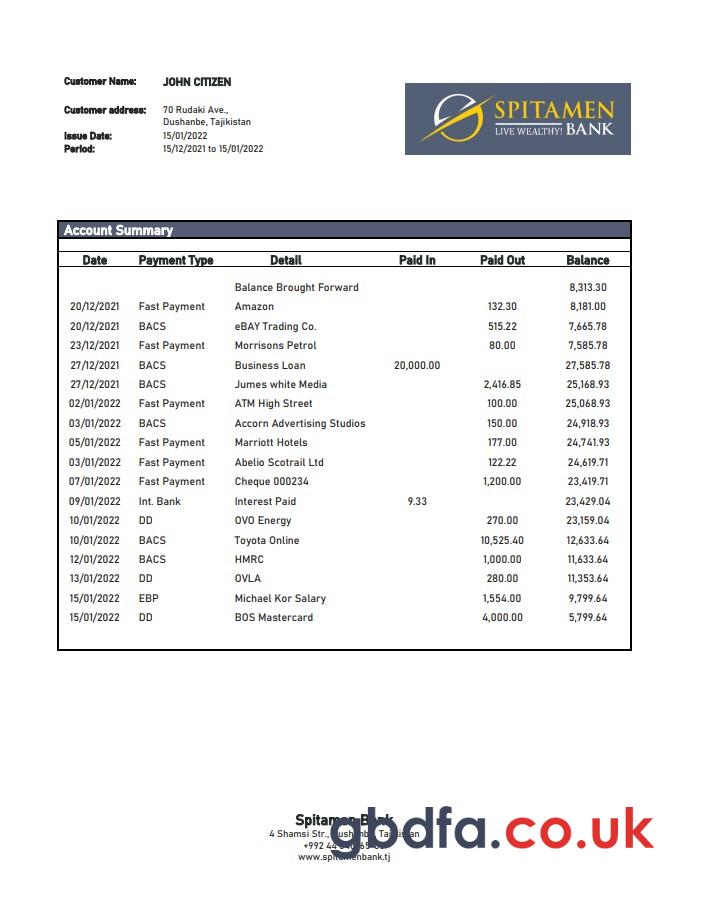 Customer Name: JOHN CITIZEN
Customer address: 70 Rudaki Ave.,
Dushanbe, Tajikistan
Issue Date: 15/01/2022
Period: 15/12/2021 to 15/01/2022
SPITAMEN
LIVE WEALTHY! BANK
Account Summary
Date Payment Type Detail Paid In Paid Out Balance
Balance Brought Forward 8,313.30
20/12/2021 Fast Payment Amazon 132.30 8,181.00
20/12/2021 BACS eBAY Trading Co. 515.22 7,665.78
23/12/2021 Fast Payment Morrisons Petrol 80.00 7,585.78
27/12/2021 BACS Business Loan 20,000.00 27,585.78
27/12/2021 BACS Jumes white Media 2,416.85 25,168.93
02/01/2022 Fast Payment ATM High Street 100.00 25,068.93
03/01/2022 BACS Accorn Advertising Studios 150.00 24,918.93
05/01/2022 Fast Payment Marriott Hotels 177.00 24,741.93
03/01/2022 Fast Payment Abelio Scotrail Ltd 122.22 24,619.71
07/01/2022 Fast Payment Cheque 000234 1,200.00 23,419.71
09/01/2022 Int. Bank Interest Paid 9.33 23,429.04
10/01/2022 DD OVO Energy 270.00 23,159.04
10/01/2022 BACS Toyota Online 10,525.40 12,633.64
12/01/2022 BACS HMRC 1,000.00 11,633.64
13/01/2022 DD OVLA 280.00 11,353.64
15/01/2022 EBP Michael Kor Salary 1,554.00 9,799.64
15/01/2022 DD BOS Mastercard 4,000.00 5,799.64
Spitamen Bank
4 Shamsi Str., Dushanbe, Tajikistan
+992 44
www.spitamenbank.tj
gbdfa.co.uk